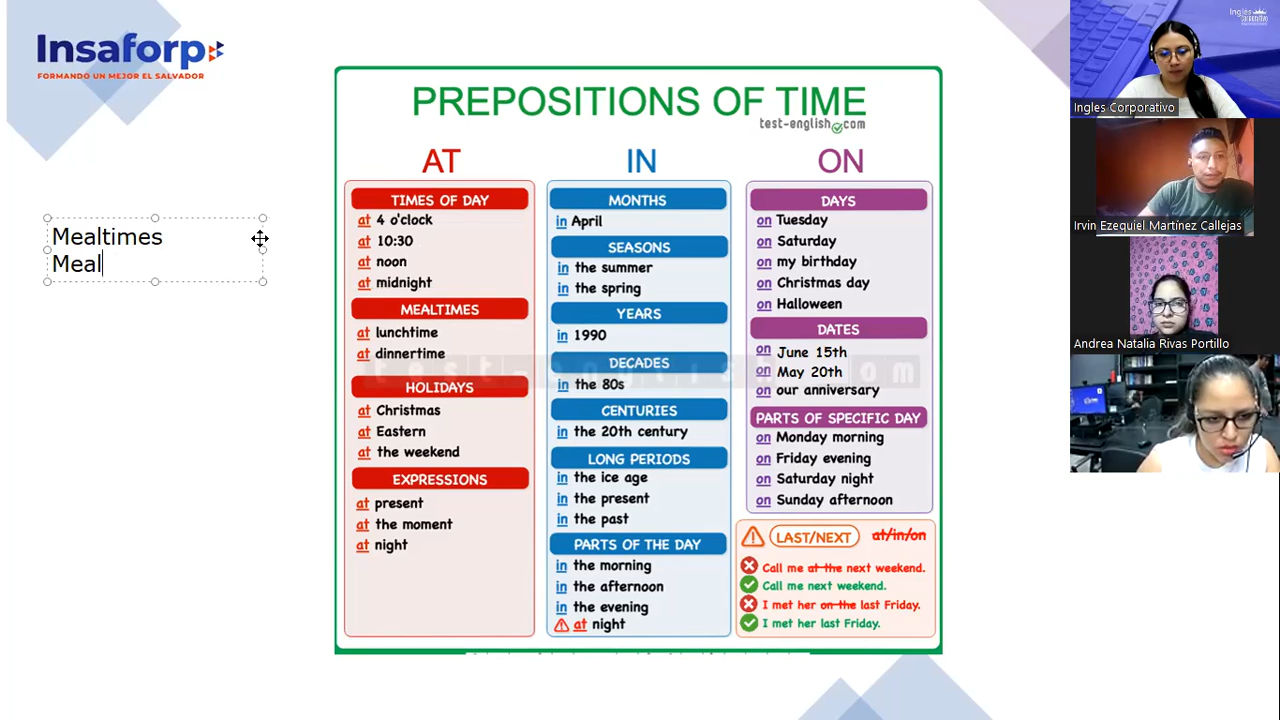 Insaforp
FORMANDO UN MEJOR EL SALVADOR
Mealtimes
Meal
PREPOSITIONS OF TIME
test-english.com
AT
TIMES OF DAY
at 4 o'clock
at 10:30
at noon
at midnight
MEALTIMES
at lunchtime
at dinnertime
HOLIDAYS
at Christmas
at Eastern
at the weekend
EXPRESSIONS
at present
at the moment
at night
IN
MONTHS
in April
SEASONS
in the summer
in the spring
YEARS
in 1990
DECADES
in the 80s
CENTURIES
in the 20th century
LONG PERIODS
in the ice age
in the present
in the past
PARTS OF THE DAY
in the morning
in the afternoon
in the evening
at night
ON
DAYS
on Tuesday
on Saturday
on my birthday
on Christmas day
on Halloween
DATES
on June 15th
on May 20th
on our anniversary
PARTS OF SPECIFIC DAY
on Monday morning
on Friday evening
on Saturday night
on Sunday afternoon
LAST/NEXT at/in/on
Call me at the next weekend.
Call me next weekend.
I met her on the last Friday.
I met her last Friday.
test-english.com
Ingles Corporativo
Irvin Ezequiel Martínez Callejas
Andrea Natalia Rivas Portillo